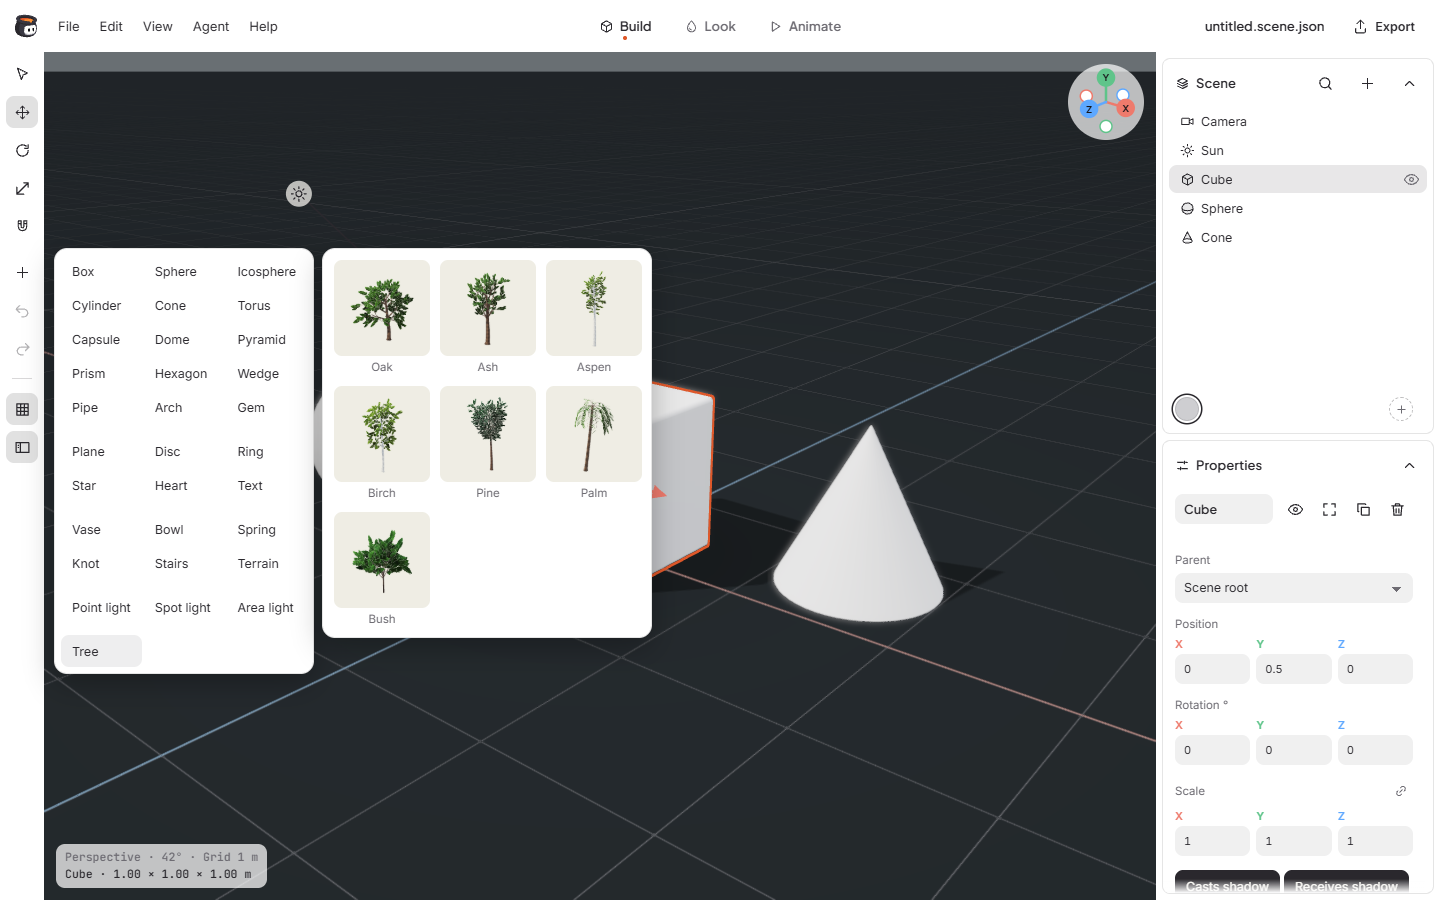 File Edit View Agent Help
Build Look Animate
untitled.scene.json Export
Scene
Camera
Sun
Cube
Sphere
Cone
Y
Z X
Box Sphere Icosphere
Cylinder Cone Torus
Capsule Dome Pyramid
Prism Hexagon Wedge
Pipe Arch Gem
Plane Disc Ring
Star Heart Text
Vase Bowl Spring
Knot Stairs Terrain
Point light Spot light Area light
Tree
Oak Ash Aspen
Birch Pine Palm
Bush
Properties
Cube
Parent
Scene root
Position
X Y Z
0 0.5 0
Rotation °
X Y Z
0 0 0
Scale
X Y Z
1 1 1
Casts shadow Receives shadow
Perspective · 42° · Grid 1 m
Cube · 1.00 × 1.00 × 1.00 m